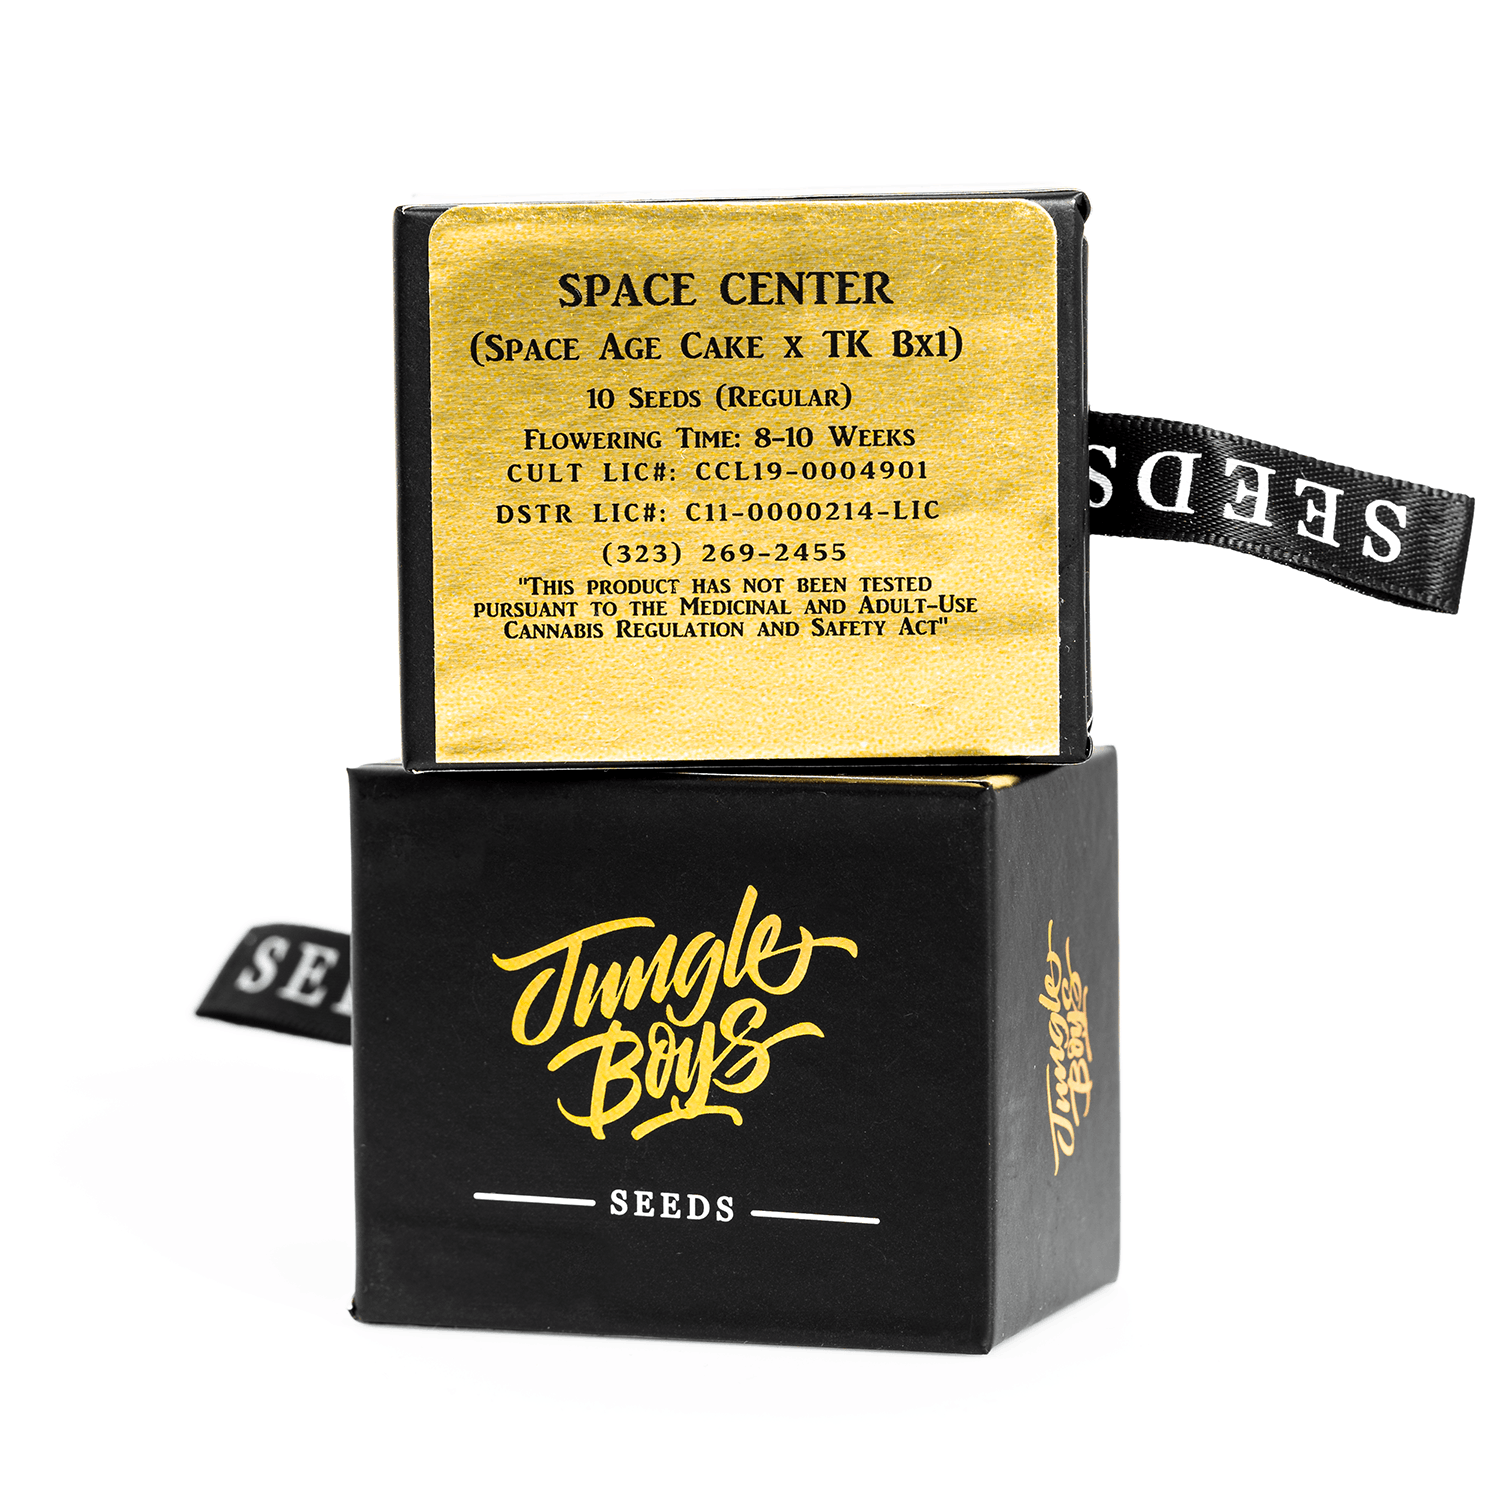 SPACE CENTER
(SPACE AGE CAKE X TK BX1)
10 SEEDS (REGULAR)
FLOWERING TIME: 8-10 WEEKS
CULT LIC#: CCL19-0004901
DSTR LIC#: C11-0000214-LIC
(323) 269-2455
"THIS PRODUCT HAS NOT BEEN TESTED
PURSUANT TO THE MEDICINAL AND ADULT-USE
CANNABIS REGULATION AND SAFETY ACT"
SEEDS
Jungle
Boys
SEEDS
Jungle
Boys